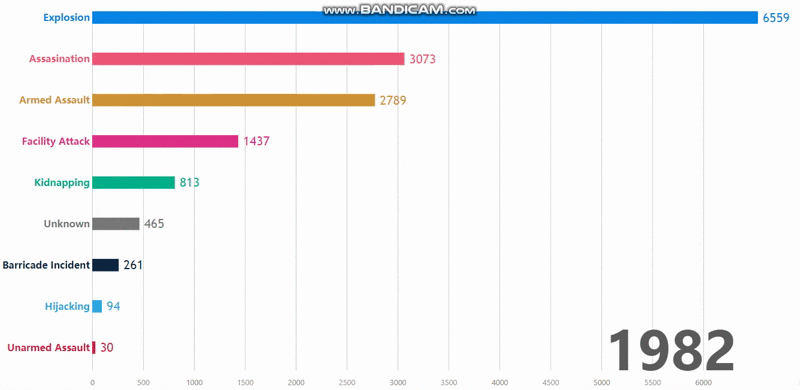 www.BANDICAM.com
Explosion 6559
Assasination 3073
Armed Assault 2789
Facility Attack 1437
Kidnapping 813
Unknown 465
Barricade Incident 261
Hijacking 94
Unarmed Assault 30
1982
0 500 1000 1500 2000 2500 3000 3500 4000 4500 5000 5500 6000